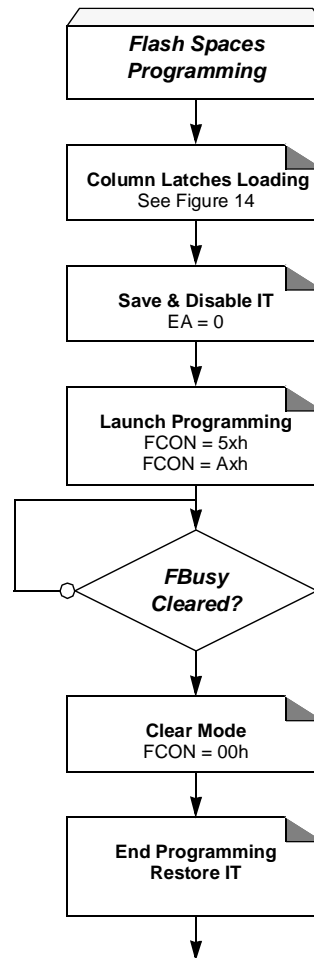 Flash Spaces
Programming
Column Latches Loading
See Figure 14
Save & Disable IT
EA = 0
Launch Programming
FCON = 5xh
FCON = Axh
FBusy
Cleared?
Clear Mode
FCON = 00h
End Programming
Restore IT